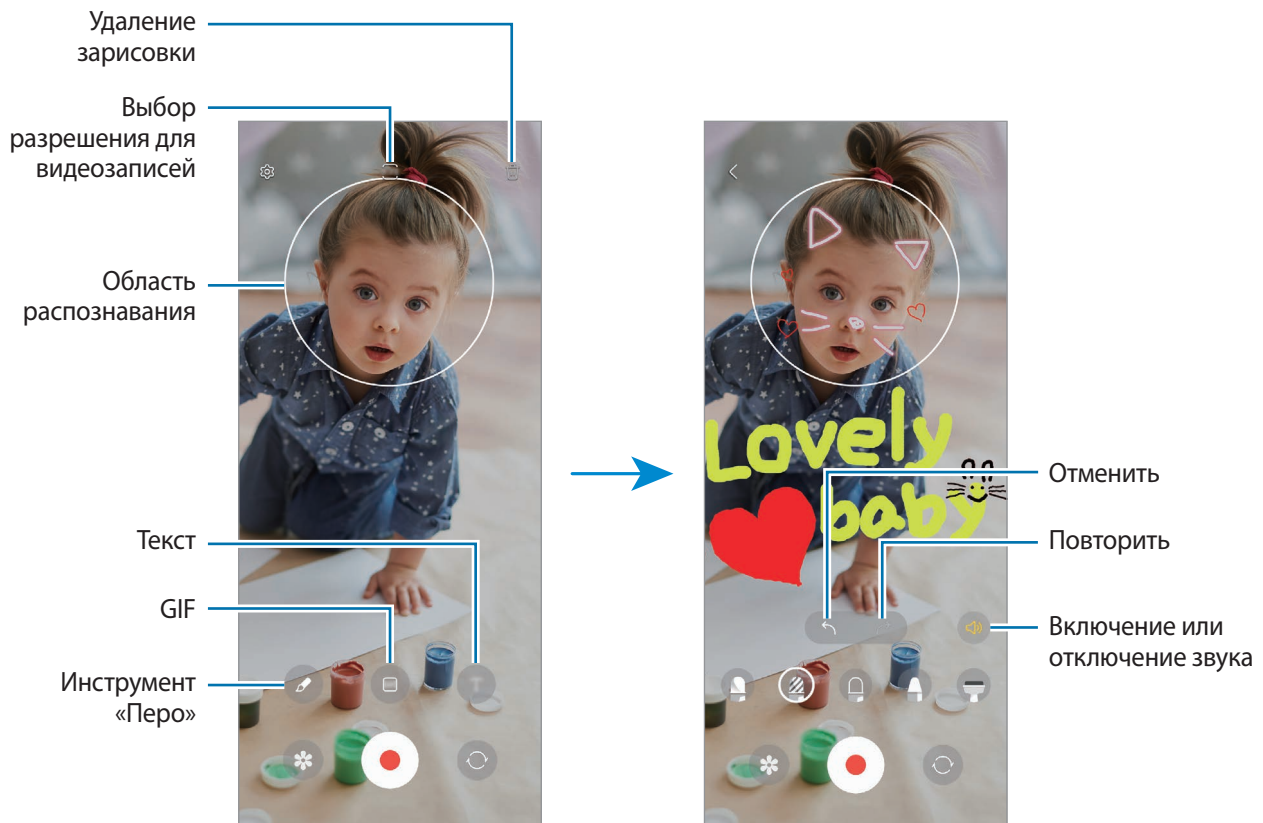 Удаление
зарисовки
Выбор
разрешения для
видеозаписей
Область
распознавания
Текст
GIF
Инструмент
«Перо»
Lovely
baby
Отменить
Повторить
Включение или
отключение звука